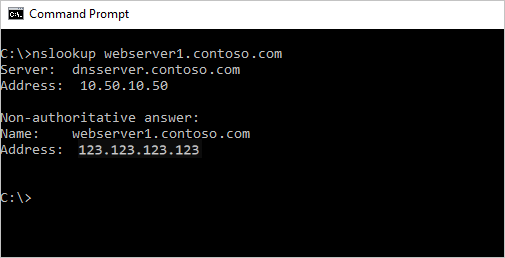 Command Prompt
C:\>nslookup webserver1.contoso.com
Server:  dnsserver.contoso.com
Address:  10.50.10.50
Non-authoritative answer:
Name:    webserver1.contoso.com
Address:  123.123.123.123
C:\>